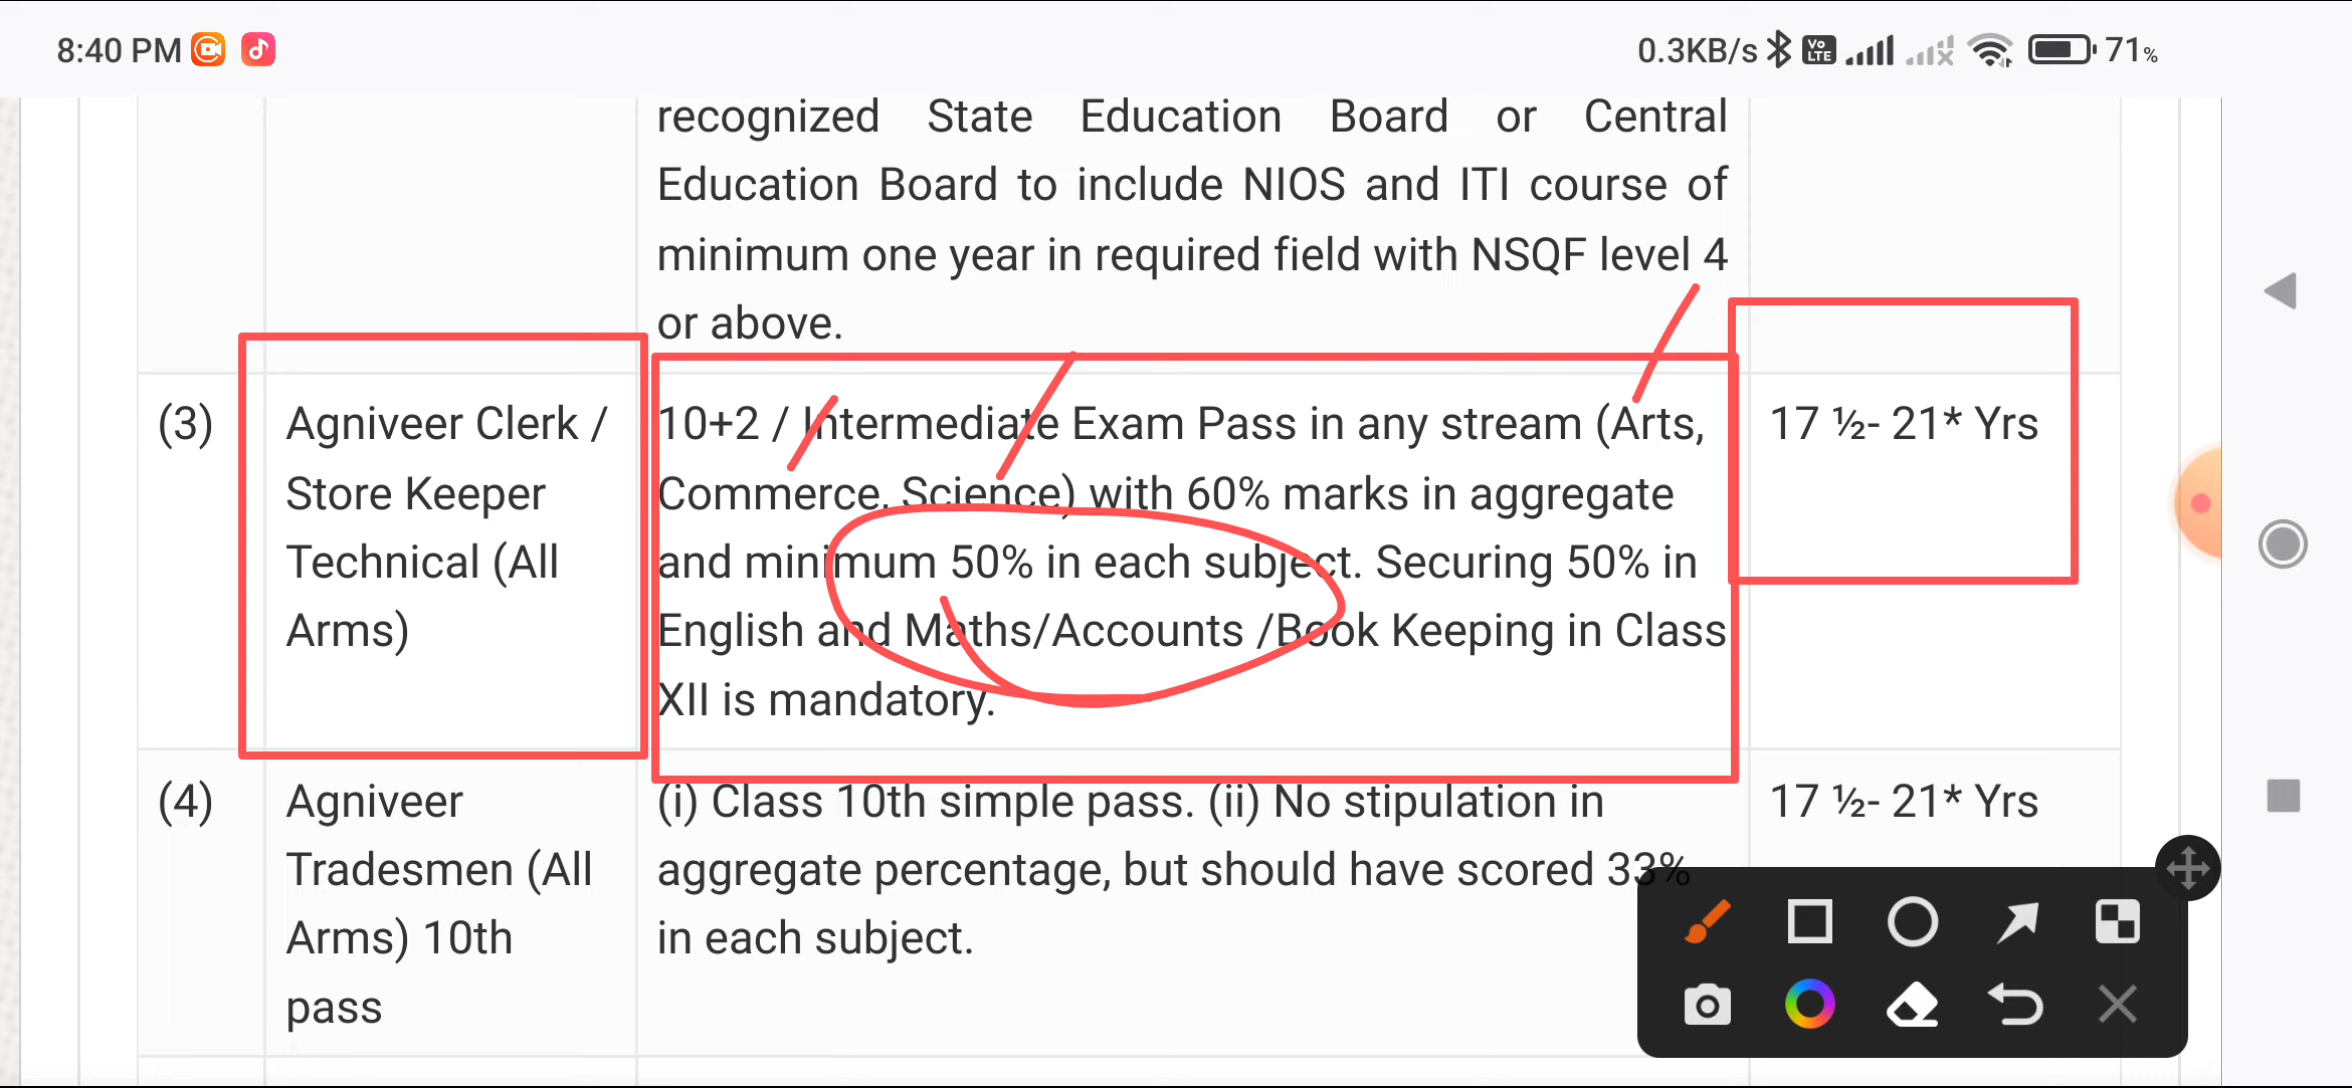 8:40 PM
0.3KB/s Vo LTE 71%
recognized State Education Board or Central
Education Board to include NIOS and ITI course of
minimum one year in required field with NSQF level 4
or above.
(3)
Agniveer Clerk /
Store Keeper
Technical (All
Arms)
10+2 / Intermediate Exam Pass in any stream (Arts,
Commerce, Science) with 60% marks in aggregate
and minimum 50% in each subject. Securing 50% in
English and Maths/Accounts /Book Keeping in Class
XII is mandatory.
17 ½- 21* Yrs
(4)
Agniveer
Tradesmen (All
Arms) 10th
pass
(i) Class 10th simple pass. (ii) No stipulation in
aggregate percentage, but should have scored 33%
in each subject.
17 ½- 21* Yrs